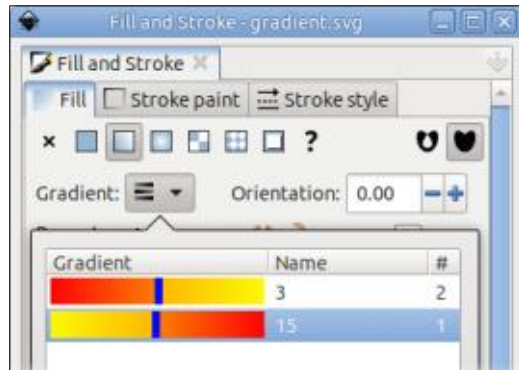 Fill and Stroke - gradient.svg
Fill and Stroke
Fill Stroke paint Stroke style
?
Gradient: Orientation: 0.00
Gradient Name #
3 2
15 1